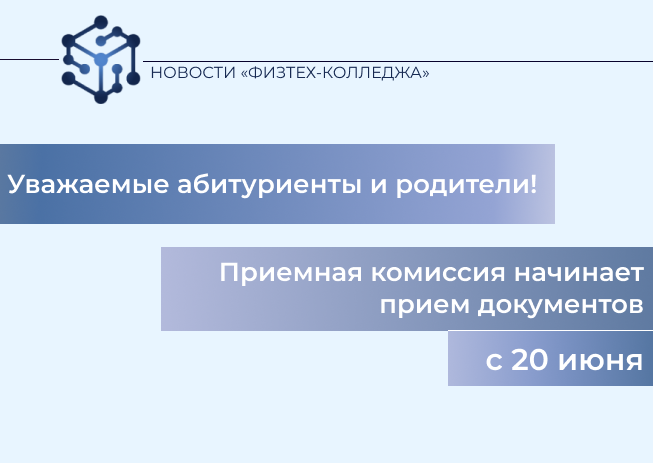 НОВОСТИ «ФИЗТЕХ-КОЛЛЕДЖА»
Уважаемые абитуриенты и родители!
Приемная комиссия начинает
прием документов
с 20 июня